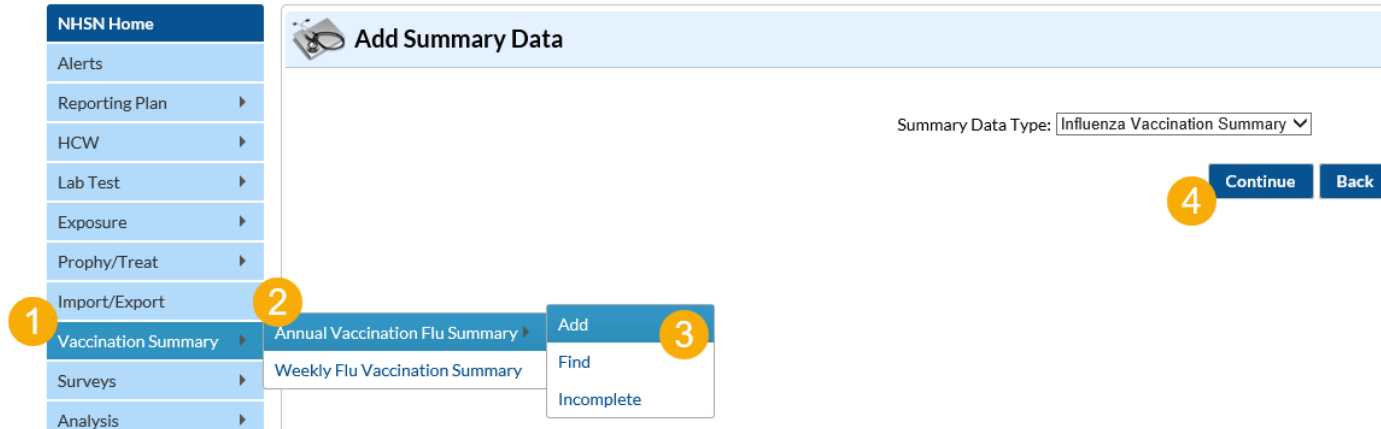 NHSN Home
Alerts
Reporting Plan
HCW
Lab Test
Exposure
Prophy/Treat
Import/Export
1
Vaccination Summary
Surveys
Analysis
Add Summary Data
Summary Data Type: Influenza Vaccination Summary
4
Continue Back
2
Annual Vaccination Flu Summary
Weekly Flu Vaccination Summary
Add
3
Find
Incomplete